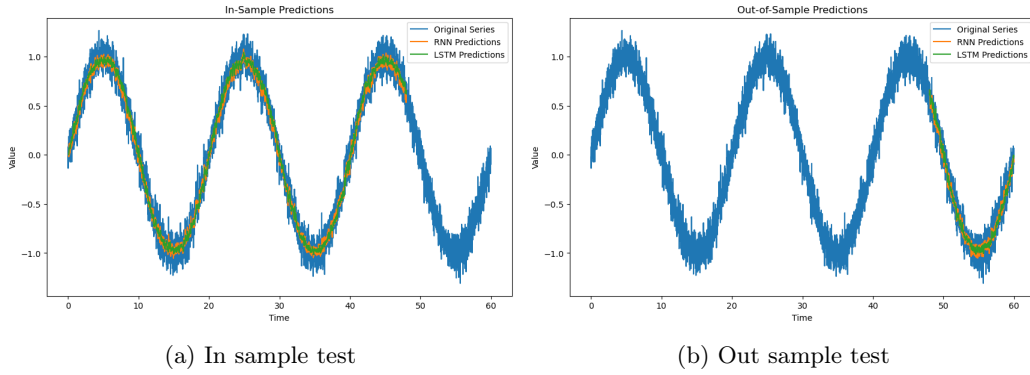 In-Sample Predictions
Original Series
RNN Predictions
LSTM Predictions
1.0
0.5
0.0
−0.5
−1.0
Value
0 10 20 30 40 50 60
Time
(a) In sample test
Out-of-Sample Predictions
Original Series
RNN Predictions
LSTM Predictions
1.0
0.5
0.0
−0.5
−1.0
Value
0 10 20 30 40 50 60
Time
(b) Out sample test